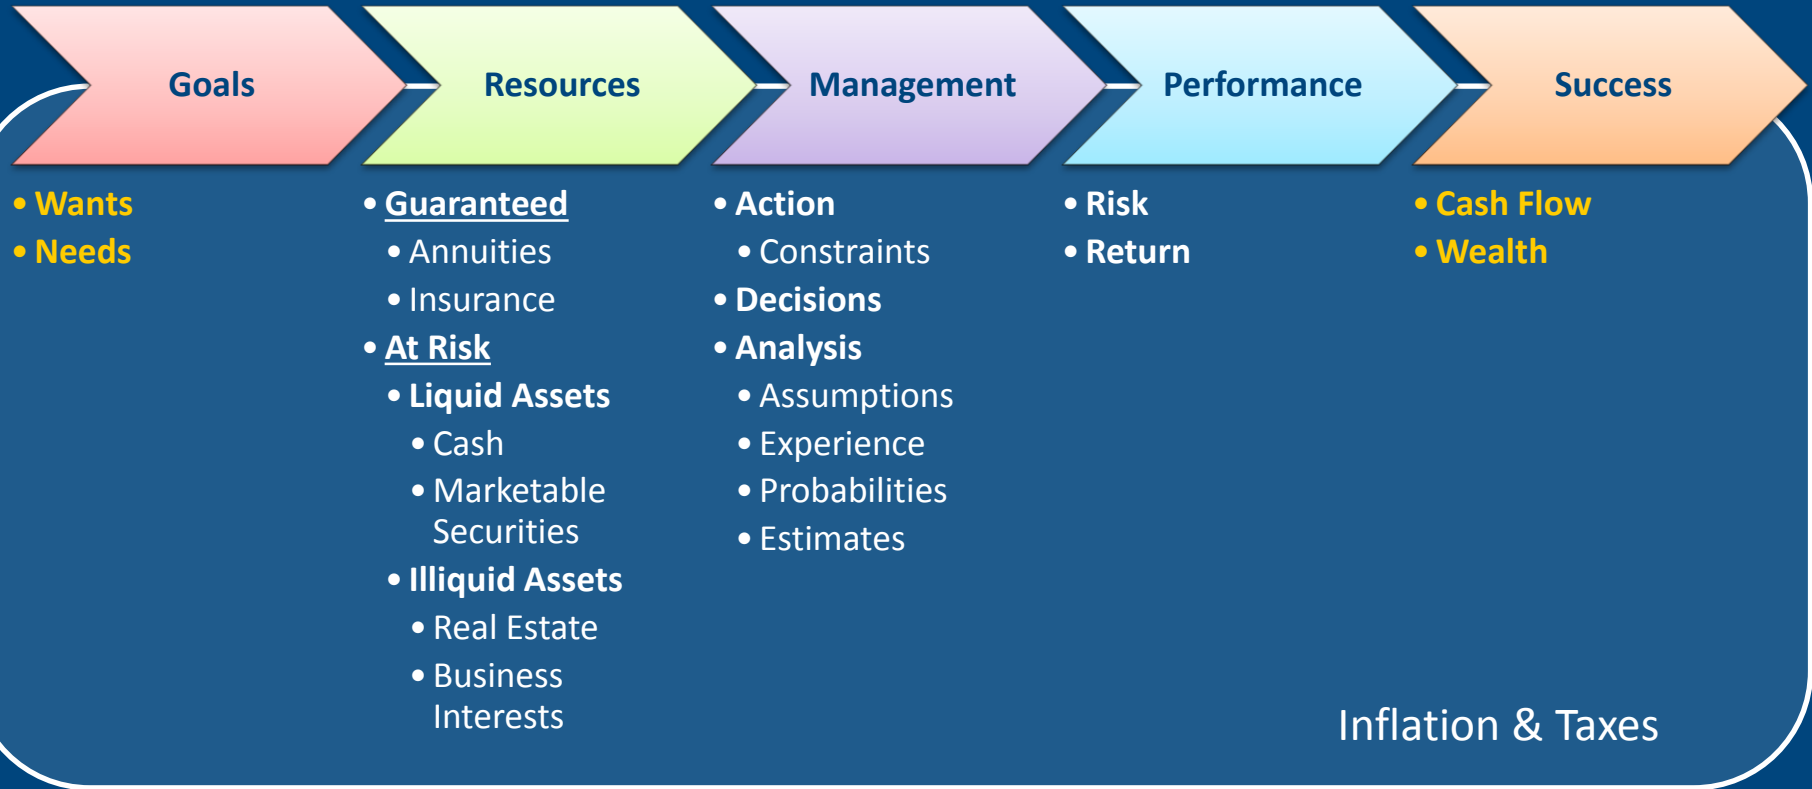 Goals
Resources
Management
Performance
Success
• Wants
• Needs
• Guaranteed
• Annuities
• Insurance
• At Risk
• Liquid Assets
• Cash
• Marketable
Securities
• Illiquid Assets
• Real Estate
• Business
Interests
• Action
• Constraints
• Decisions
• Analysis
• Assumptions
• Experience
• Probabilities
• Estimates
• Risk
• Return
• Cash Flow
• Wealth
Inflation & Taxes